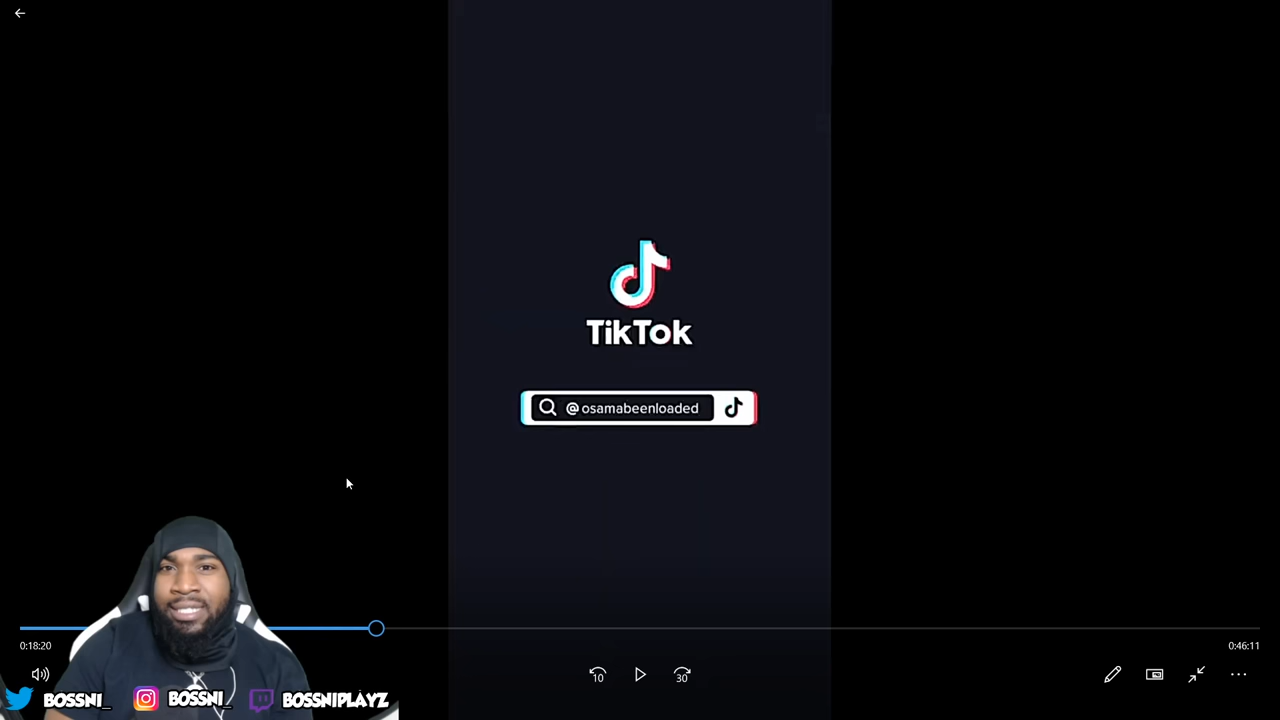 TikTok
@osamabeenloaded
0:18:20
0:46:11
10
30
BOSSNI_
BOSSNI_
BOSSNIPLAYZ